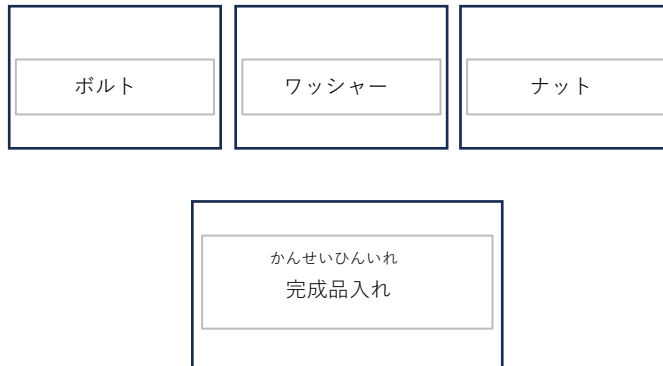 ボルト
ワッシャー
ナット
かんせいひんいれ
完成品入れ